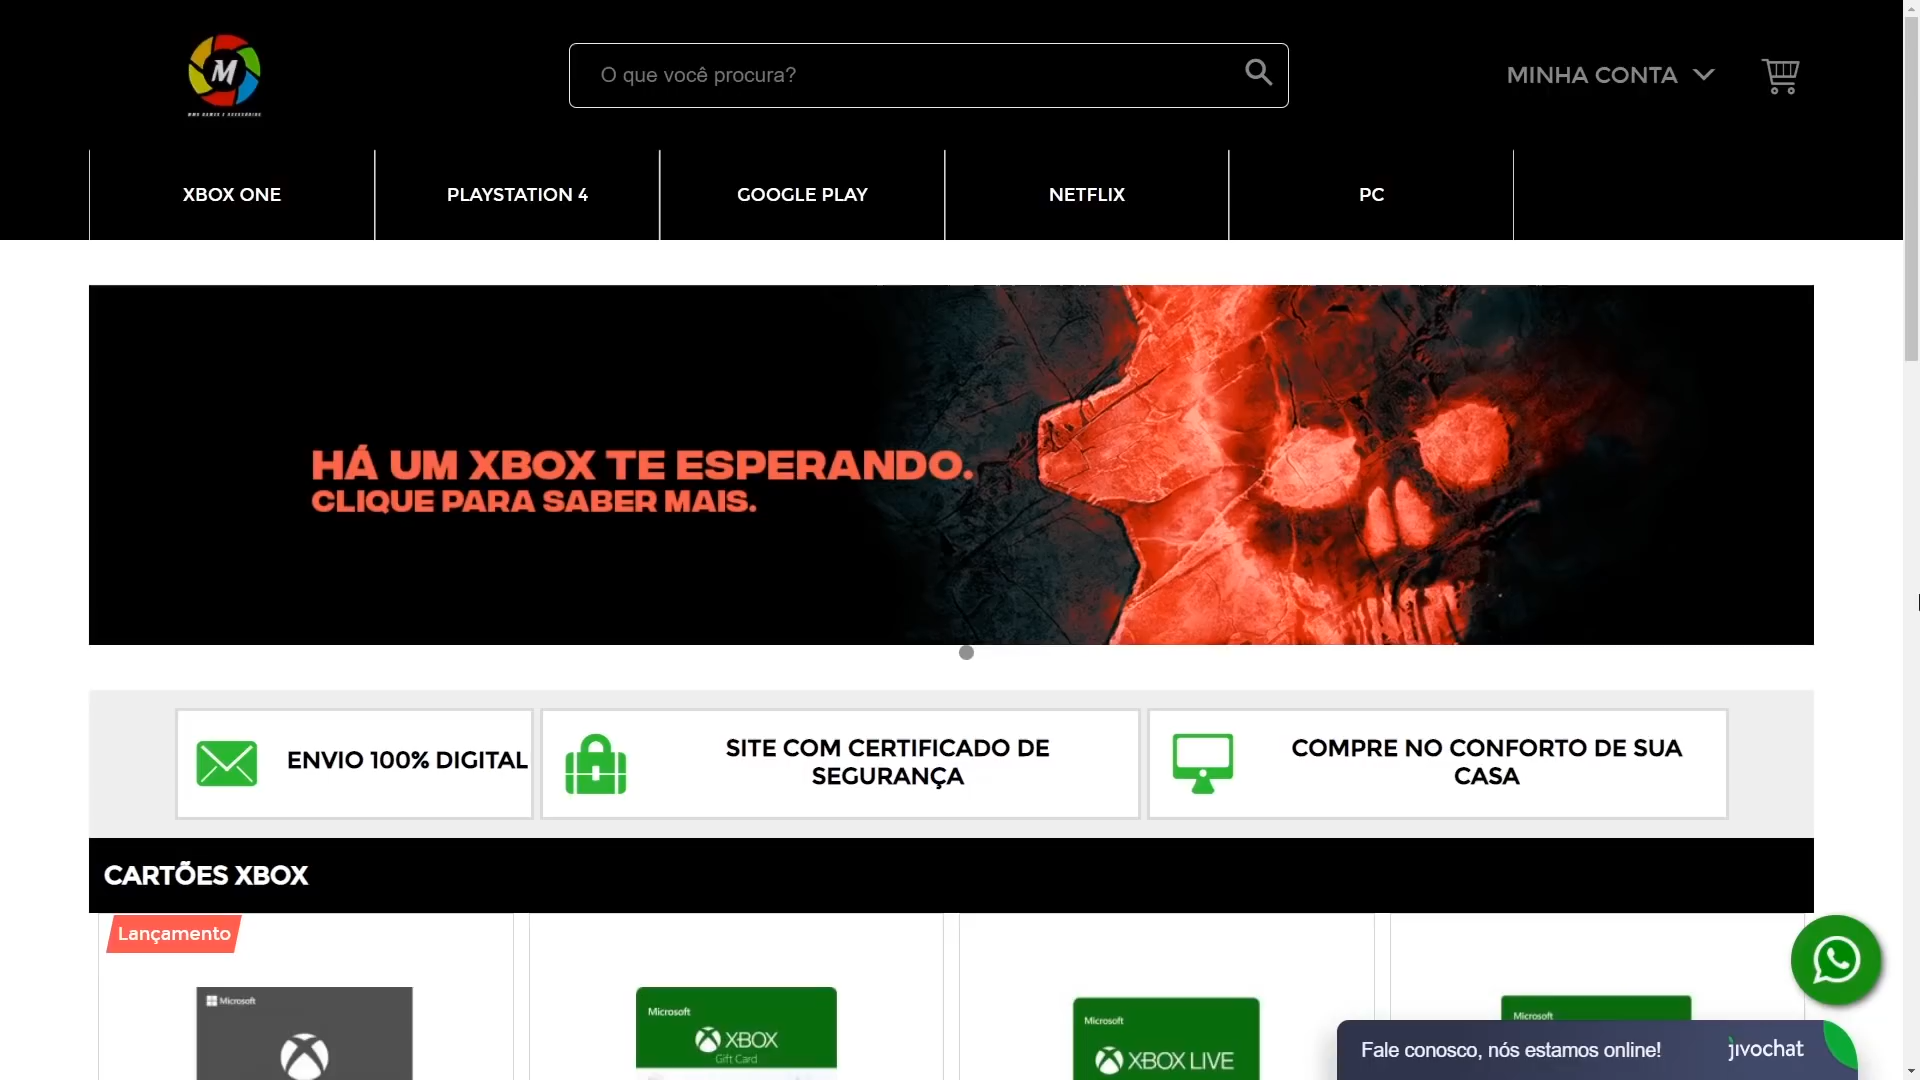 M
O que você procura?
MINHA CONTA
XBOX ONE
PLAYSTATION 4
GOOGLE PLAY
NETFLIX
PC
HÁ UM XBOX TE ESPERANDO.
CLIQUE PARA SABER MAIS.
ENVIO 100% DIGITAL
SITE COM CERTIFICADO DE
SEGURANÇA
COMPRE NO CONFORTO DE SUA
CASA
CARTÕES XBOX
Lançamento
Microsoft
Microsoft
XBOX
Gift Card
Microsoft
XBOX LIVE
Microsoft
Fale conosco, nós estamos online!
jivochat